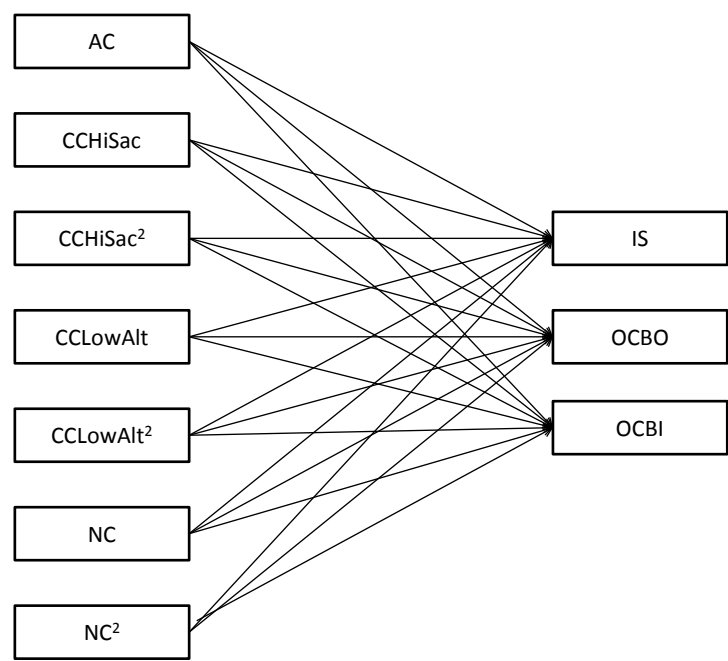 AC
CCHiSac
CCHiSac²
CCLowAlt
CCLowAlt²
NC
NC²
IS
OCBO
OCBI